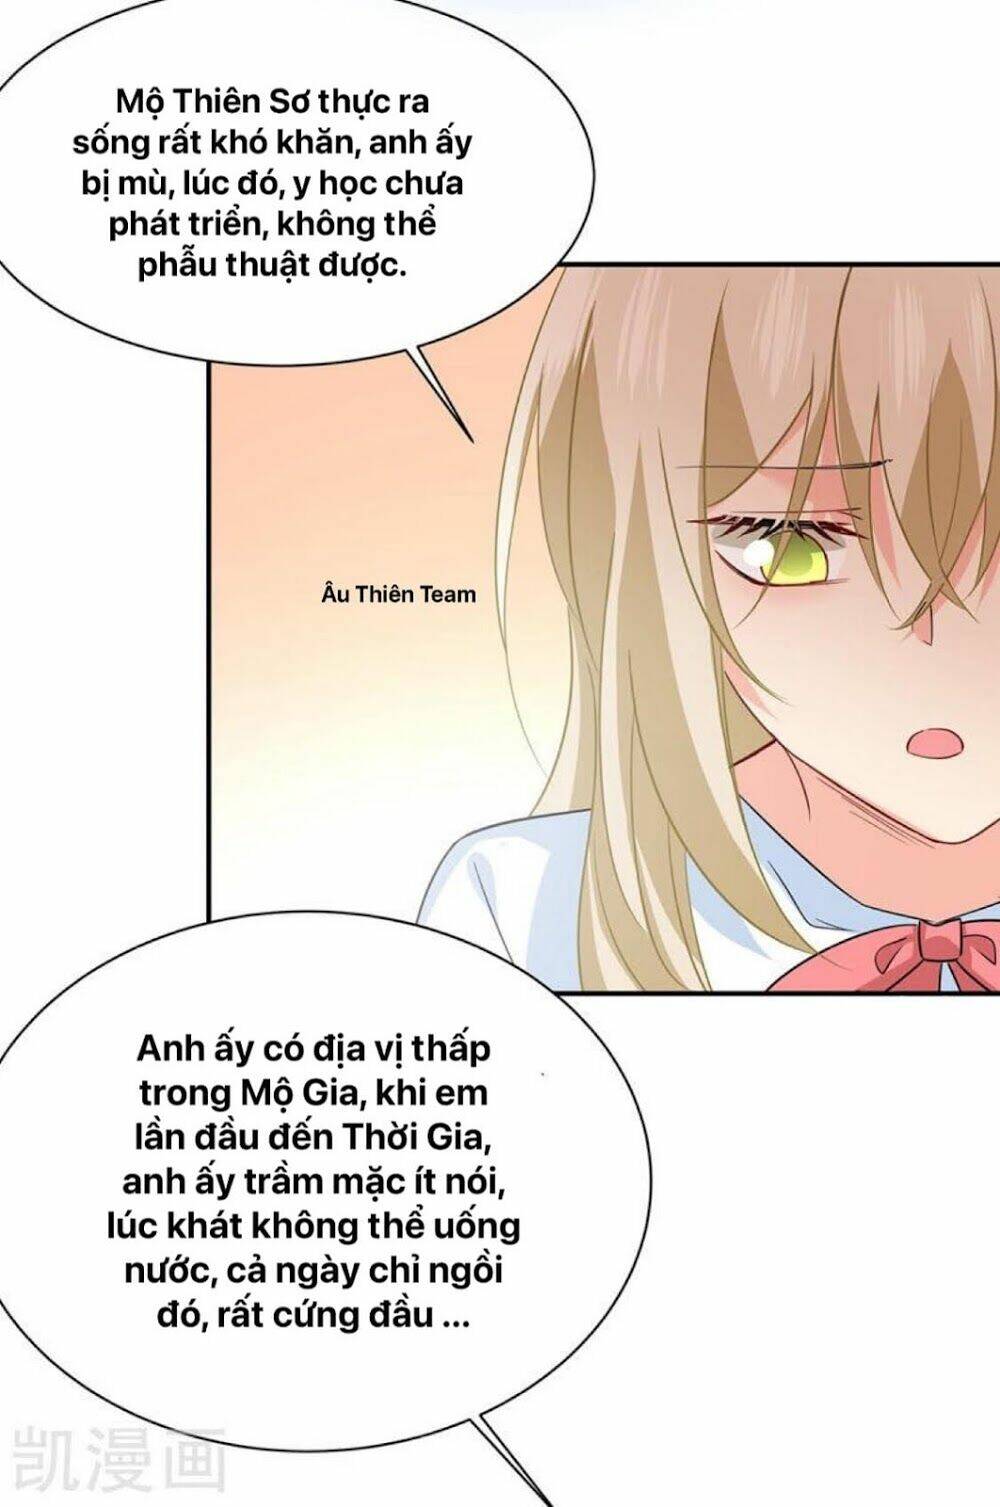 Mộ Thiên Sơ thực ra
sống rất khó khăn, anh ấy
bị mù, lúc đó, y học chưa
phát triển, không thể
phẫu thuật được.
Âu Thiên Team
Anh ấy có địa vị thấp
trong Mộ Gia, khi em
lần đầu đến Thời Gia,
anh ấy trầm mặc ít nói,
lúc khát không thể uống
nước, cả ngày chỉ ngồi
đó, rất cứng đầu ...
凯漫画